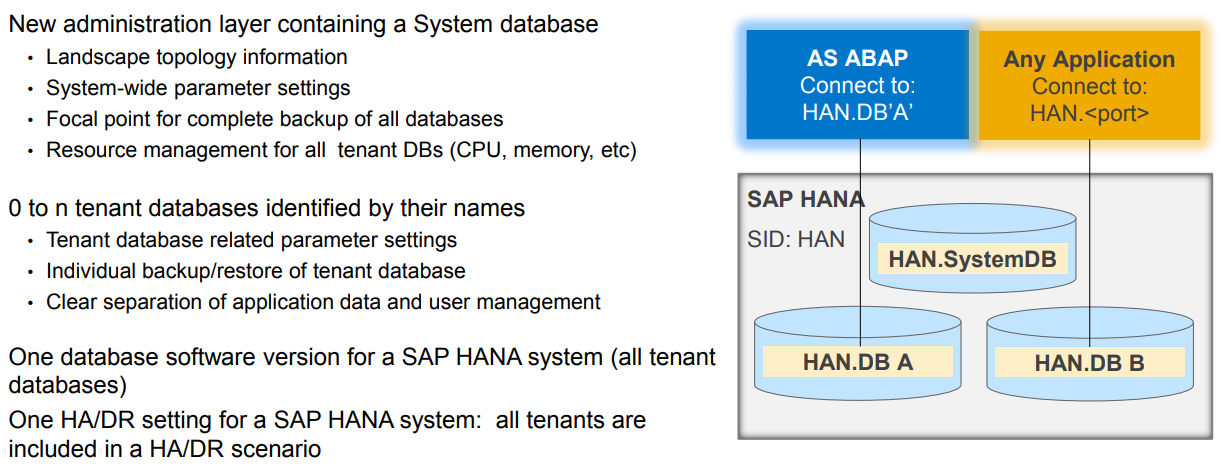 New administration layer containing a System database
• Landscape topology information
• System-wide parameter settings
• Focal point for complete backup of all databases
• Resource management for all tenant DBs (CPU, memory, etc)
0 to n tenant databases identified by their names
• Tenant database related parameter settings
• Individual backup/restore of tenant database
• Clear separation of application data and user management
One database software version for a SAP HANA system (all tenant
databases)
One HA/DR setting for a SAP HANA system: all tenants are
included in a HA/DR scenario
AS ABAP
Connect to:
HAN.DB’A’
Any Application
Connect to:
HAN.<port>
SAP HANA
SID: HAN
HAN.SystemDB
HAN.DB A
HAN.DB B